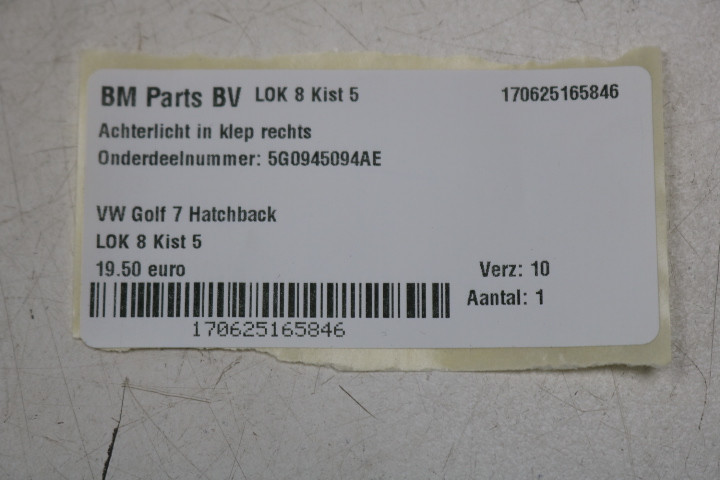 BM Parts BV LOK 8 Kist 5 170625165846
Achterlicht in klep rechts
Onderdeelnummer: 5G0945094AE
VW Golf 7 Hatchback
LOK 8 Kist 5
19.50 euro Verz: 10
Aantal: 1
170625165846